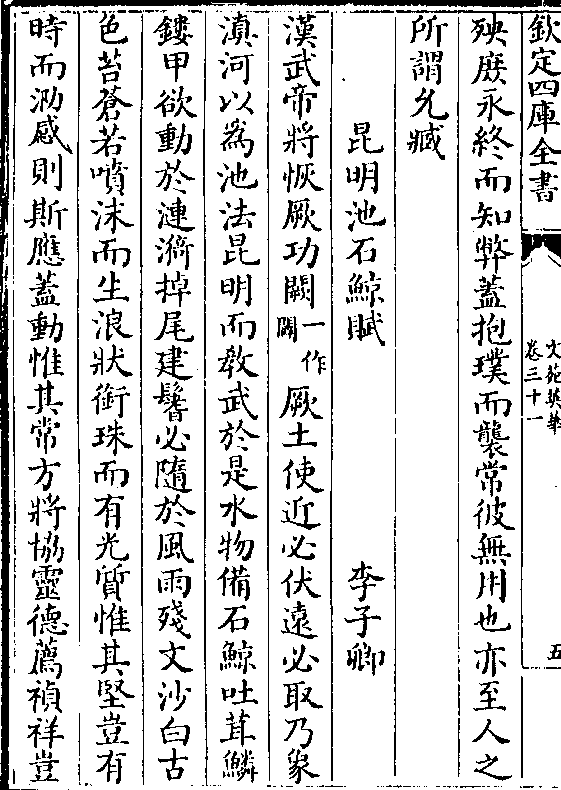 欽定四庫全書
文苑英華
卷三十一
五
殃庶永終而知弊蓋抱璞而襲常彼無用也亦至人之
所謂允臧
昆明池石鯨賦 李子卿
漢武帝將恢厥功闕一作闢厥土使近必伏遠必取乃象
滇河以為池法昆明而教武於是水物備石鯨吐茸鱗
鏤甲欲動於漣漪掉尾建鬐必隨於風雨殘文沙白古
色苔蒼若噴沫而生浪狀銜珠而有光質惟其堅豈有
時而泐感則斯應蓋動惟其常方將協靈德薦禎祥豈